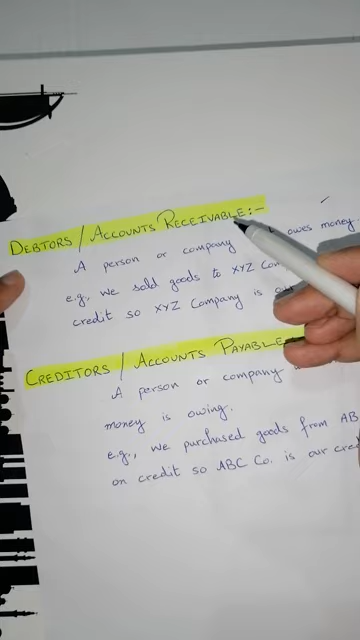 DEBTORS / ACCOUNTS RECEIVABLE:-
A person or company owes money
e.g., we sold goods to XYZ Com
credit so XYZ Company is
CREDITORS / ACCOUNTS PAYABLE
A person or company
money is owing.
e.g., we purchased goods from AB
on credit so ABC Co. is our cred